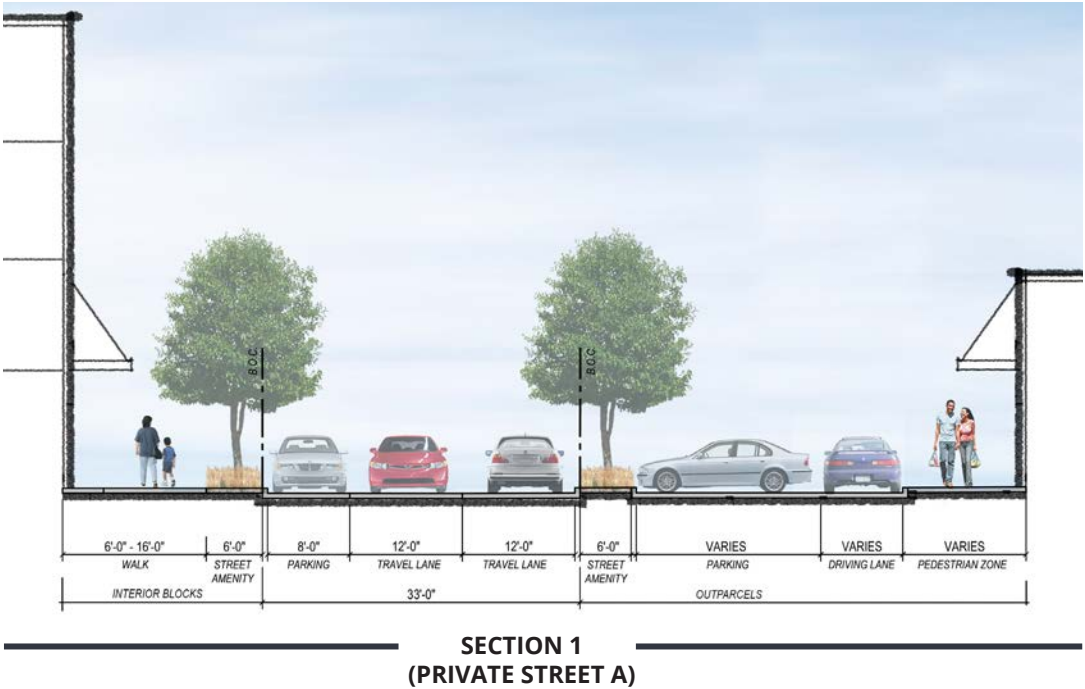 B.O.C.
B.O.C.
6'-0" - 16'-0" 6'-0" 8'-0" 12'-0" 12'-0" 6'-0" VARIES VARIES VARIES
WALK STREET AMENITY PARKING TRAVEL LANE TRAVEL LANE STREET AMENITY PARKING DRIVING LANE PEDESTRIAN ZONE
INTERIOR BLOCKS 33'-0" OUTPARCELS
SECTION 1
(PRIVATE STREET A)